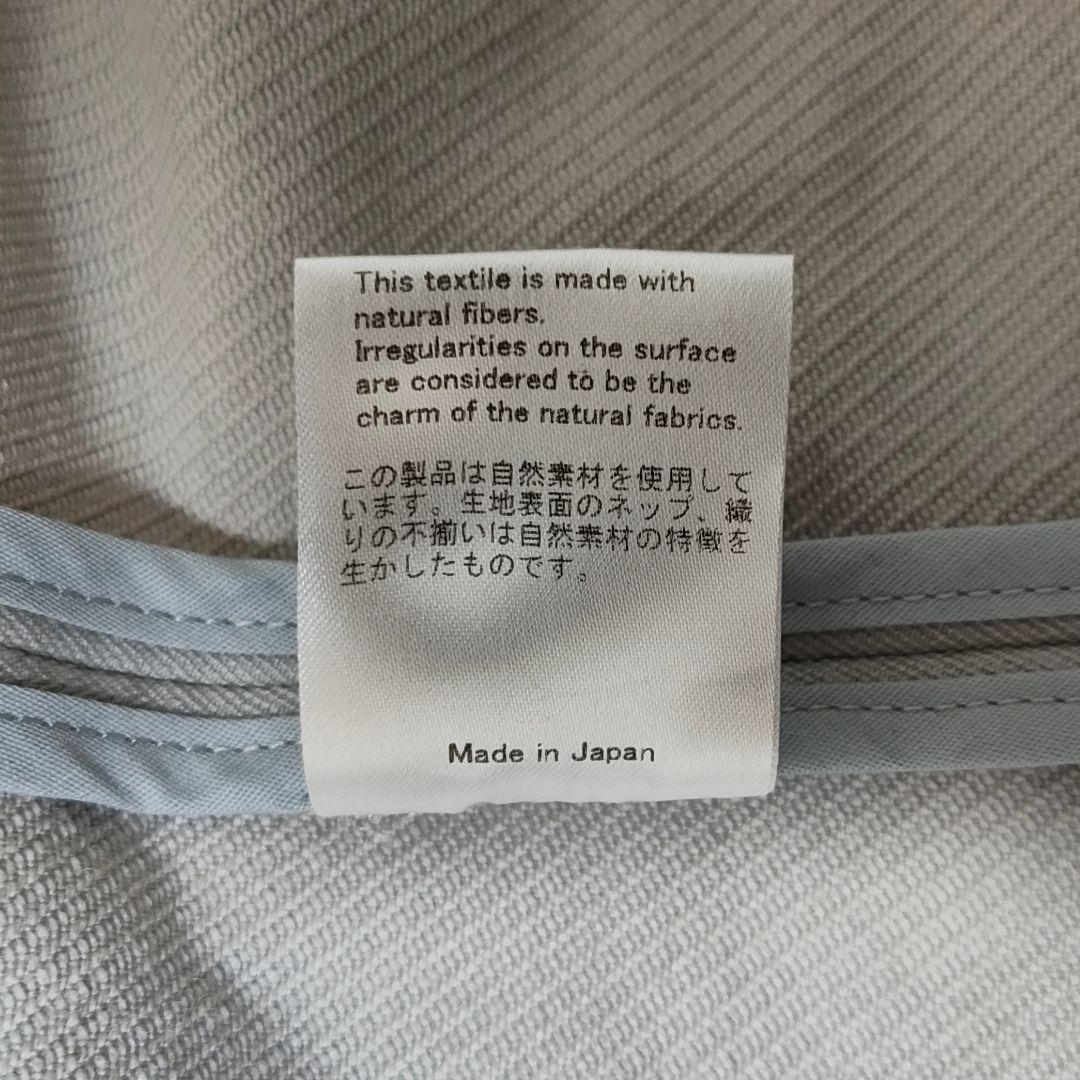 This textile is made with
natural fibers.
Irregularities on the surface
are considered to be the
charm of the natural fabrics.
この製品は自然素材を使用して
います。生地表面のネップ、織
りの不揃いは自然素材の特徴を
生かしたものです。
Made in Japan